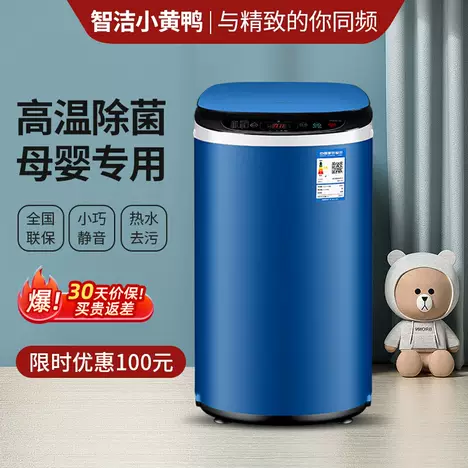 智洁小黄鸭 | 与精致的你同频
高温除菌
母婴专用
全国
联保
小巧
静音
热水
去污
爆!
30天价保!
买贵返差
限时优惠100元